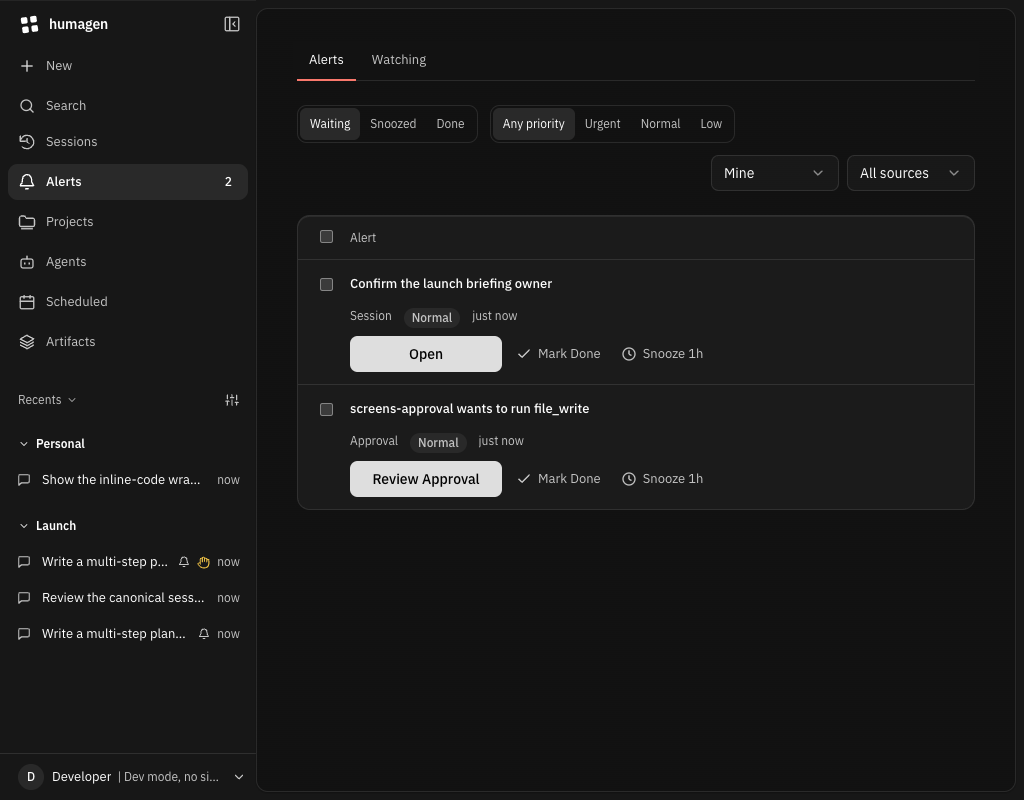 humagen
New
Search
Sessions
Alerts 2
Projects
Agents
Scheduled
Artifacts
Recents
Personal
Show the inline-code wra... now
Launch
Write a multi-step p... now
Review the canonical sess... now
Write a multi-step plan... now
D Developer | Dev mode, no si...
Alerts Watching
Waiting Snoozed Done Any priority Urgent Normal Low
Mine All sources
Alert
Confirm the launch briefing owner
Session Normal just now
Open Mark Done Snooze 1h
screens-approval wants to run file_write
Approval Normal just now
Review Approval Mark Done Snooze 1h